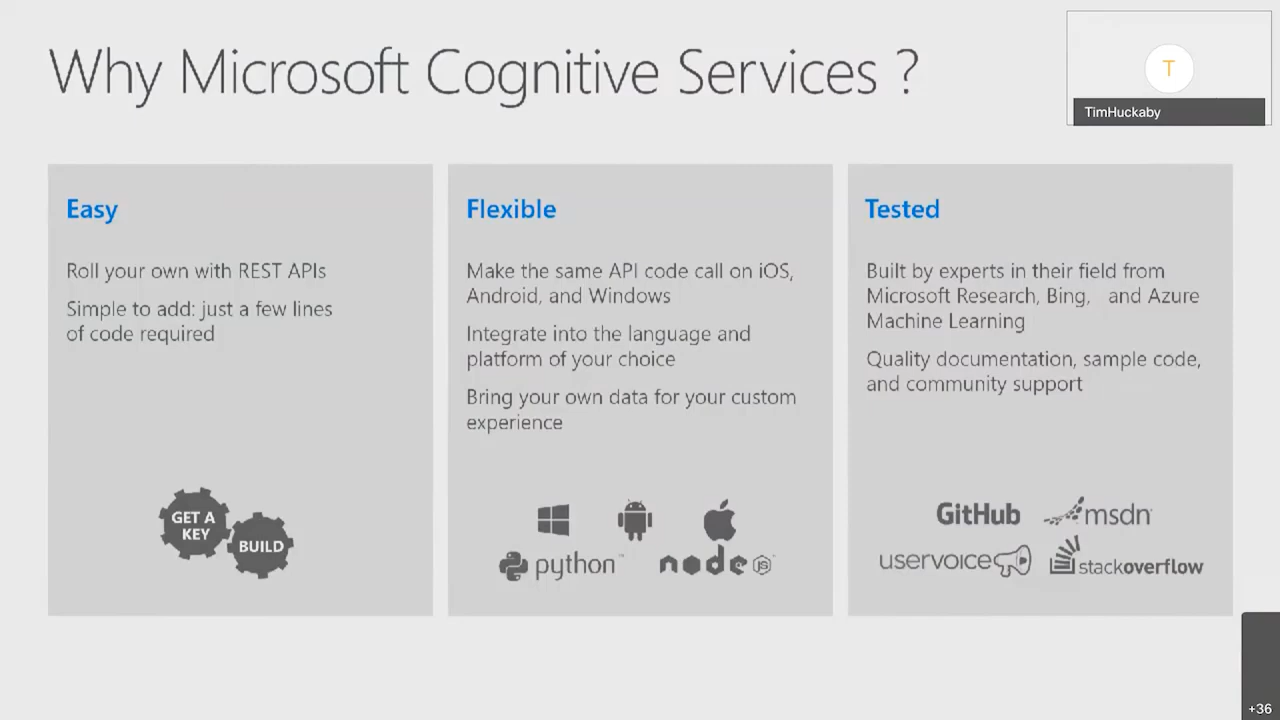 Why Microsoft Cognitive Services ?
T
TimHuckaby
Easy
Roll your own with REST APIs
Simple to add: just a few lines
of code required
GET A
KEY
BUILD
Flexible
Make the same API code call on iOS,
Android, and Windows
Integrate into the language and
platform of your choice
Bring your own data for your custom
experience
python™
node JS
Tested
Built by experts in their field from
Microsoft Research, Bing, and Azure
Machine Learning
Quality documentation, sample code,
and community support
GitHub
msdn
uservoice
stackoverflow
+36